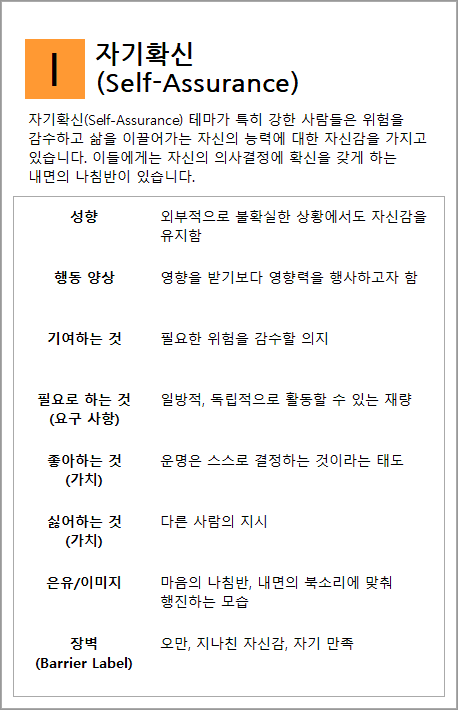 I
자기확신
(Self-Assurance)
자기확신(Self-Assurance) 테마가 특히 강한 사람들은 위험을
감수하고 삶을 이끌어가는 자신의 능력에 대한 자신감을 가지고
있습니다. 이들에게는 자신의 의사결정에 확신을 갖게 하는
내면의 나침반이 있습니다.
성향
외부적으로 불확실한 상황에서도 자신감을
유지함
행동 양상
영향을 받기보다 영향력을 행사하고자 함
기여하는 것
필요한 위험을 감수할 의지
필요로 하는 것
(요구 사항)
일방적, 독립적으로 활동할 수 있는 재량
좋아하는 것
(가치)
운명은 스스로 결정하는 것이라는 태도
싫어하는 것
(가치)
다른 사람의 지시
은유/이미지
마음의 나침반, 내면의 북소리에 맞춰
행진하는 모습
장벽
(Barrier Label)
오만, 지나친 자신감, 자기 만족